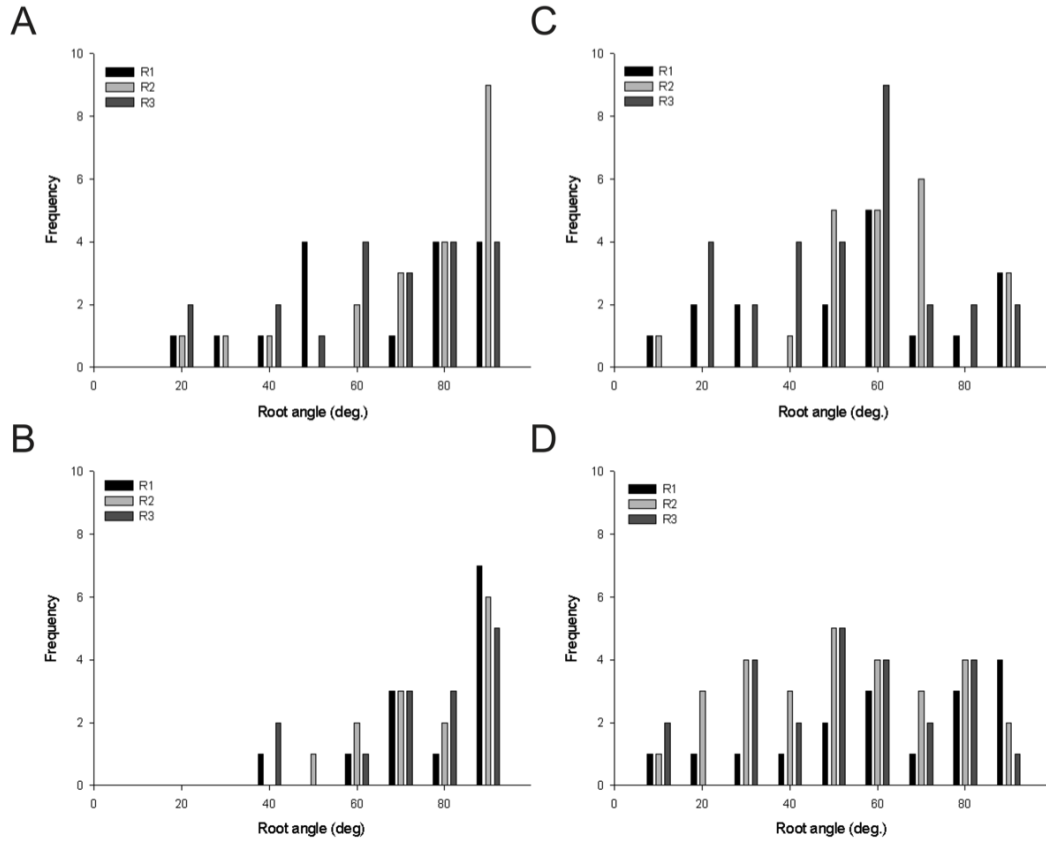 A
10
8
6
4
2
0
Frequency
R1
R2
R3
0 20 40 60 80
Root angle (deg.)
C
10
8
6
4
2
0
Frequency
R1
R2
R3
0 20 40 60 80
Root angle (deg.)
B
10
8
6
4
2
0
Frequency
R1
R2
R3
0 20 40 60 80
Root angle (deg)
D
10
8
6
4
2
0
Frequency
R1
R2
R3
0 20 40 60 80
Root angle (deg.)